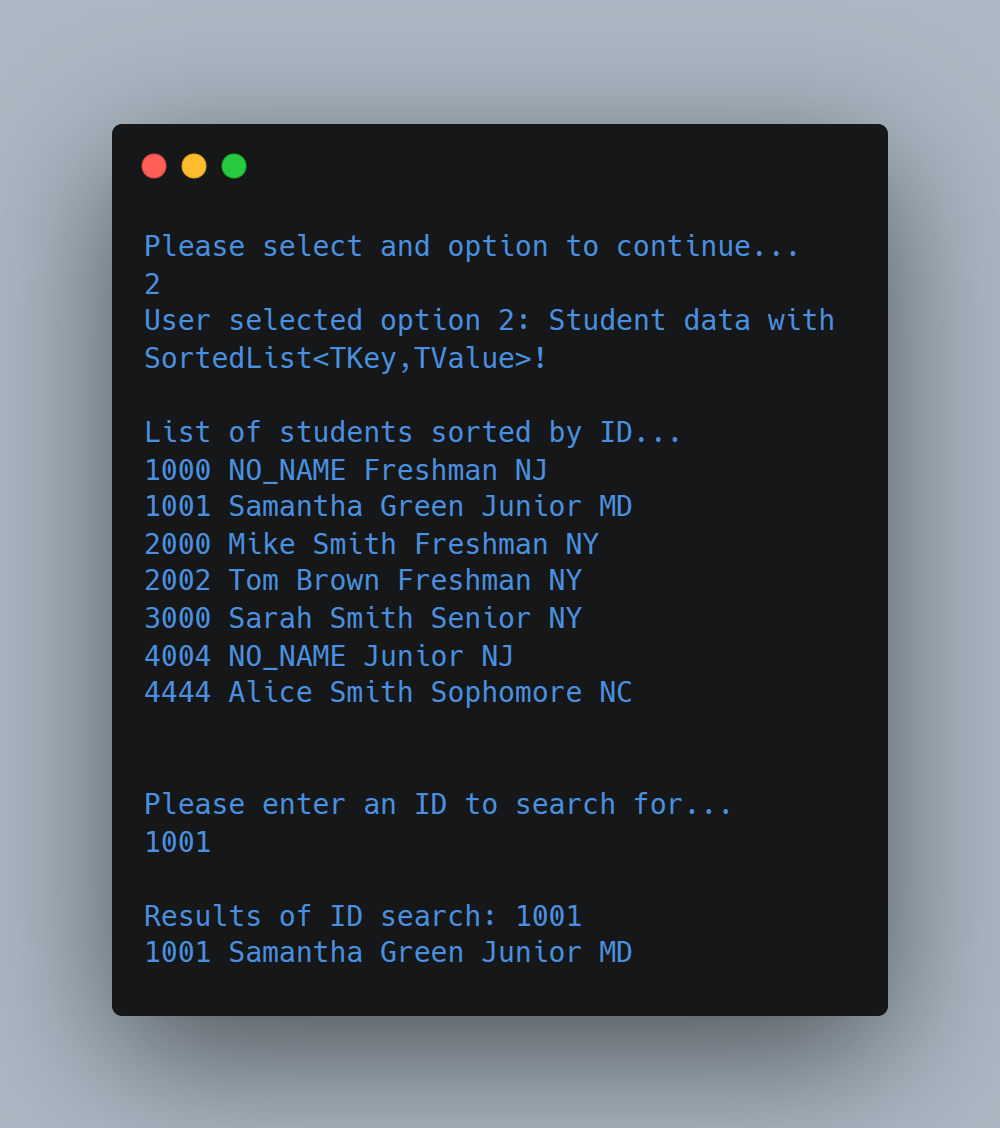 Please select and option to continue...
2
User selected option 2: Student data with
SortedList<TKey,TValue>!
List of students sorted by ID...
1000 NO_NAME Freshman NJ
1001 Samantha Green Junior MD
2000 Mike Smith Freshman NY
2002 Tom Brown Freshman NY
3000 Sarah Smith Senior NY
4004 NO_NAME Junior NJ
4444 Alice Smith Sophomore NC
Please enter an ID to search for...
1001
Results of ID search: 1001
1001 Samantha Green Junior MD